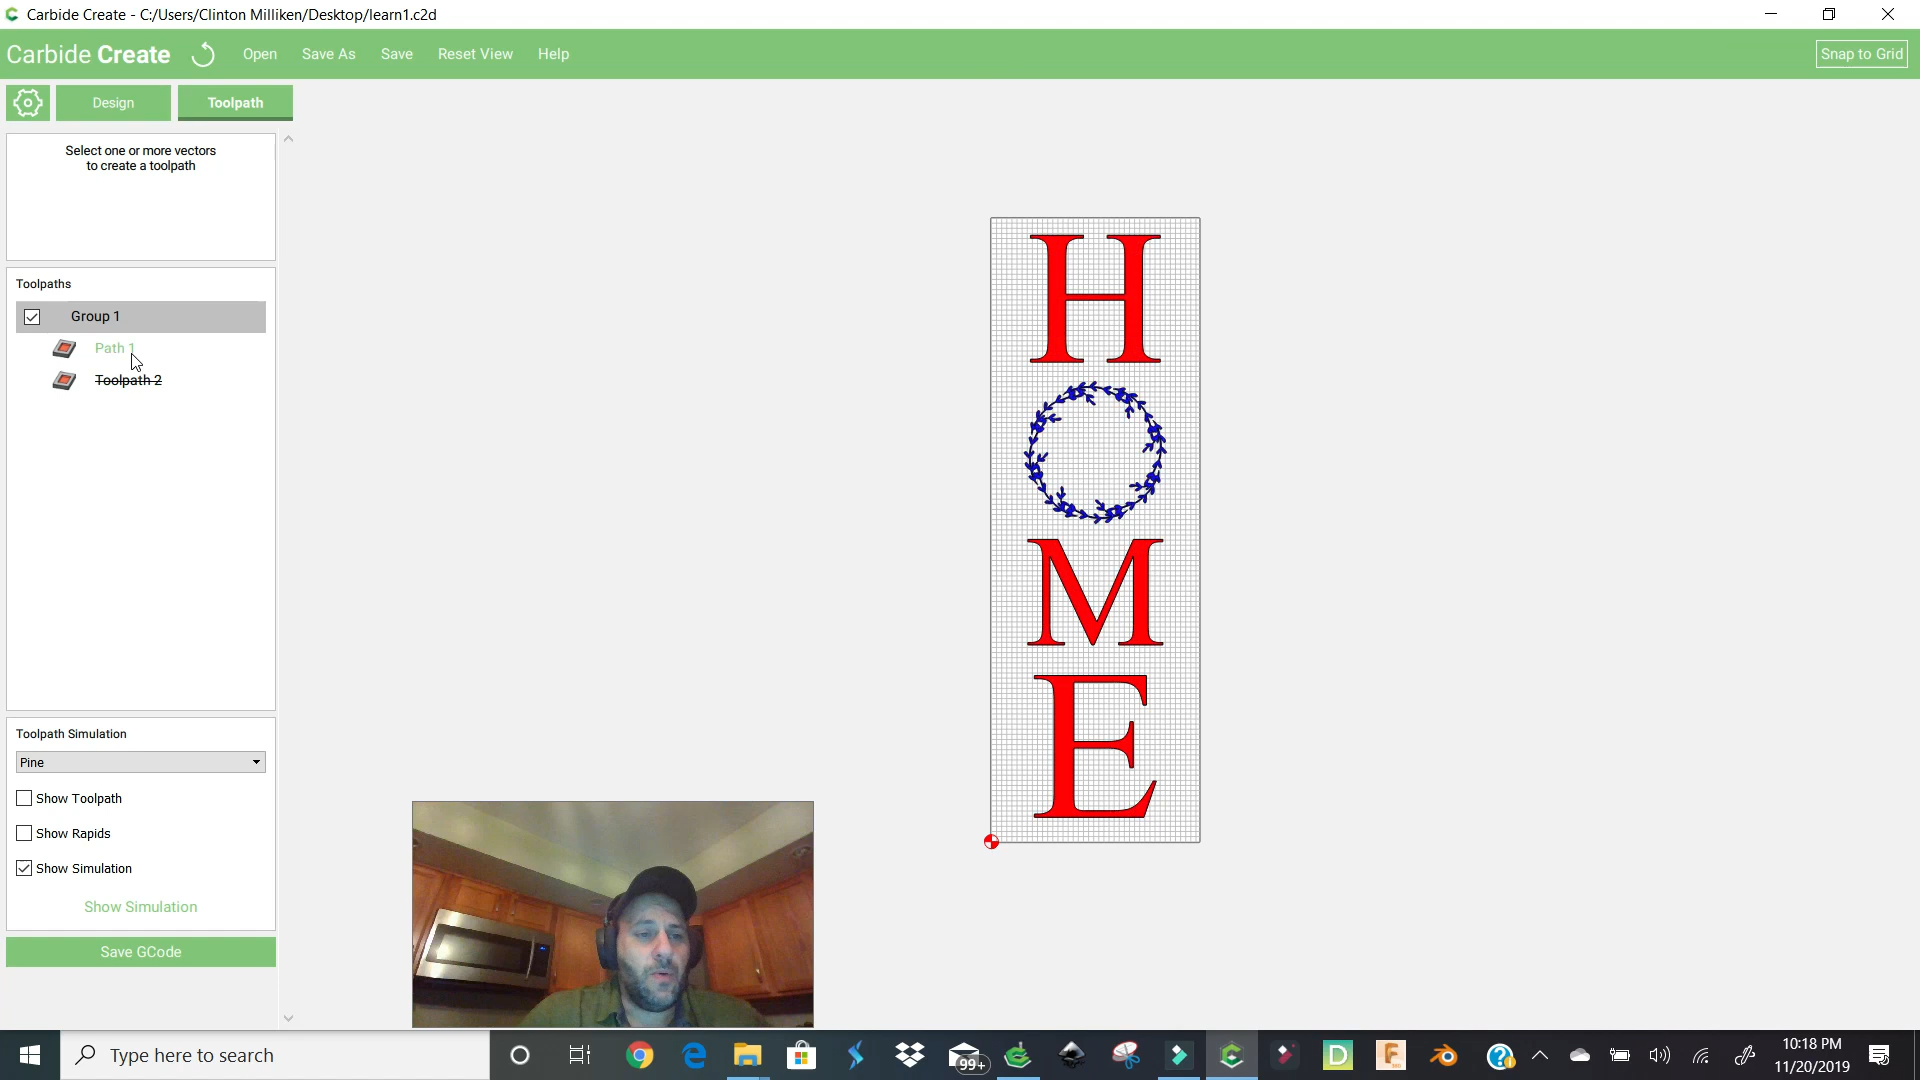 Carbide Create - C:/Users/Clinton Milliken/Desktop/learn1.c2d
Carbide Create Open Save As Save Reset View Help Snap to Grid
Design Toolpath
Select one or more vectors
to create a toolpath
Toolpaths
Group 1
Path 1
Toolpath 2
Toolpath Simulation
Pine
Show Toolpath
Show Rapids
Show Simulation
Show Simulation
Save GCode
H
M
E
Type here to search
99+
D
F
10:18 PM
11/20/2019